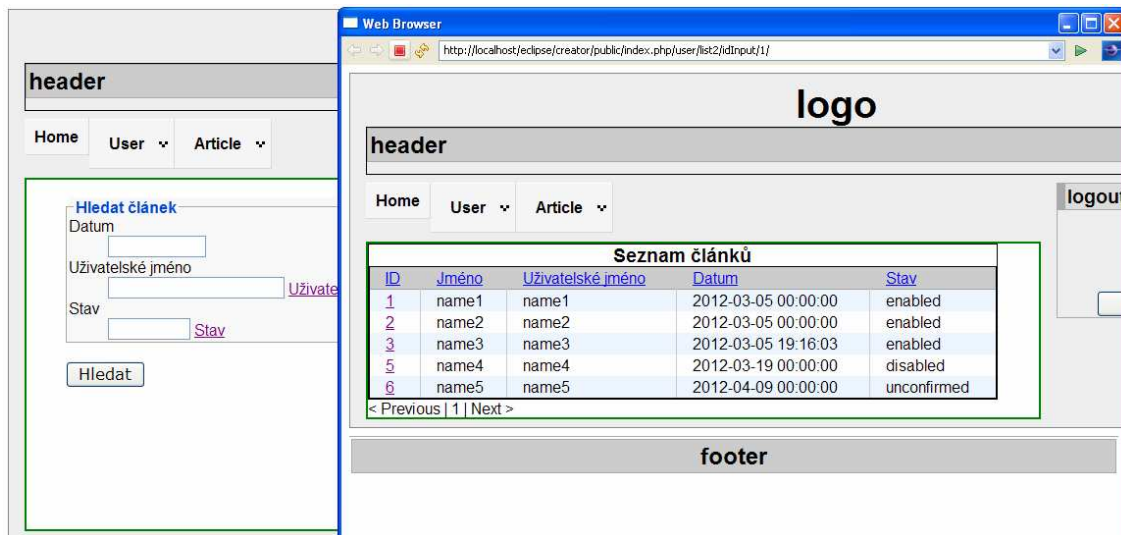 header
Home User Article
Hledat článek
Datum
Uživatelské jméno
Stav
Stav
Hledat
Web Browser
http://localhost/eclipse/creator/public/index.php/user/list2/idInput/1/
logo
header
Home User Article
logout
Seznam článků
ID Jméno Uživatelské jméno Datum Stav
1 name1 name1 2012-03-05 00:00:00 enabled
2 name2 name2 2012-03-05 00:00:00 enabled
3 name3 name3 2012-03-05 19:16:03 enabled
5 name4 name4 2012-03-19 00:00:00 disabled
6 name5 name5 2012-04-09 00:00:00 unconfirmed
< Previous | 1 | Next >
footer